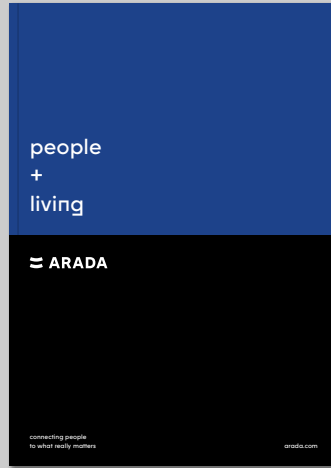 people
+
living
ARADA
connecting people
to what really matters
arada.com